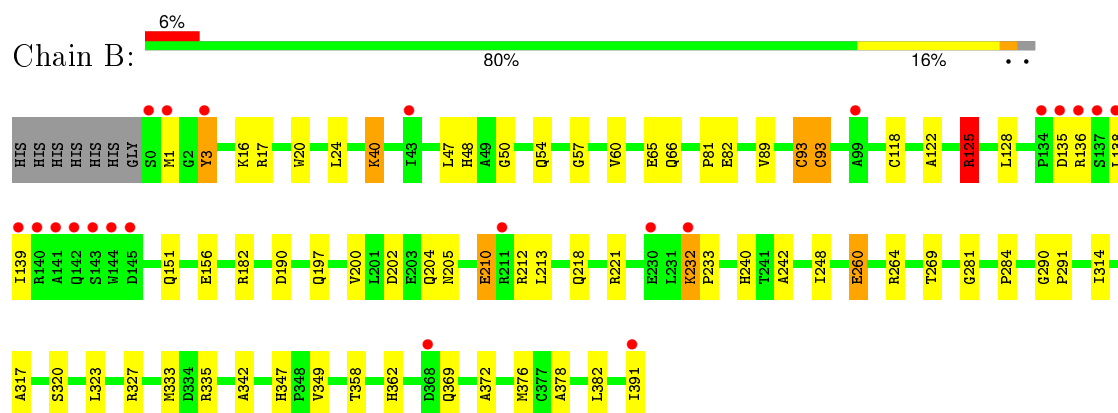 6%
Chain B:
80% 16% • •
HIS HIS HIS HIS HIS HIS GLY S0 M1 G2 Y3 K16 R17 W20 L24 K40 I43 L47 H48 A49 G50 Q54 G57 V60 E65 Q66 P81 E82 V89 C93 C93 A99 C118 A122 R125 L128 P134 D135 R136 S137 L138
I139 R140 A141 Q142 S143 W144 D145 Q151 E156 R182 D190 Q197 V200 L201 D202 E203 Q204 N205 E210 R211 R212 L213 Q218 R221 E230 L231 K232 P233 H240 T241 A242 I248 E260 R264 T269 G281 P284 G290 P291 I314
A317 S320 L323 R327 M333 D334 R335 A342 H347 P348 V349 T358 H362 D368 Q369 A372 M376 C377 A378 L382 I391